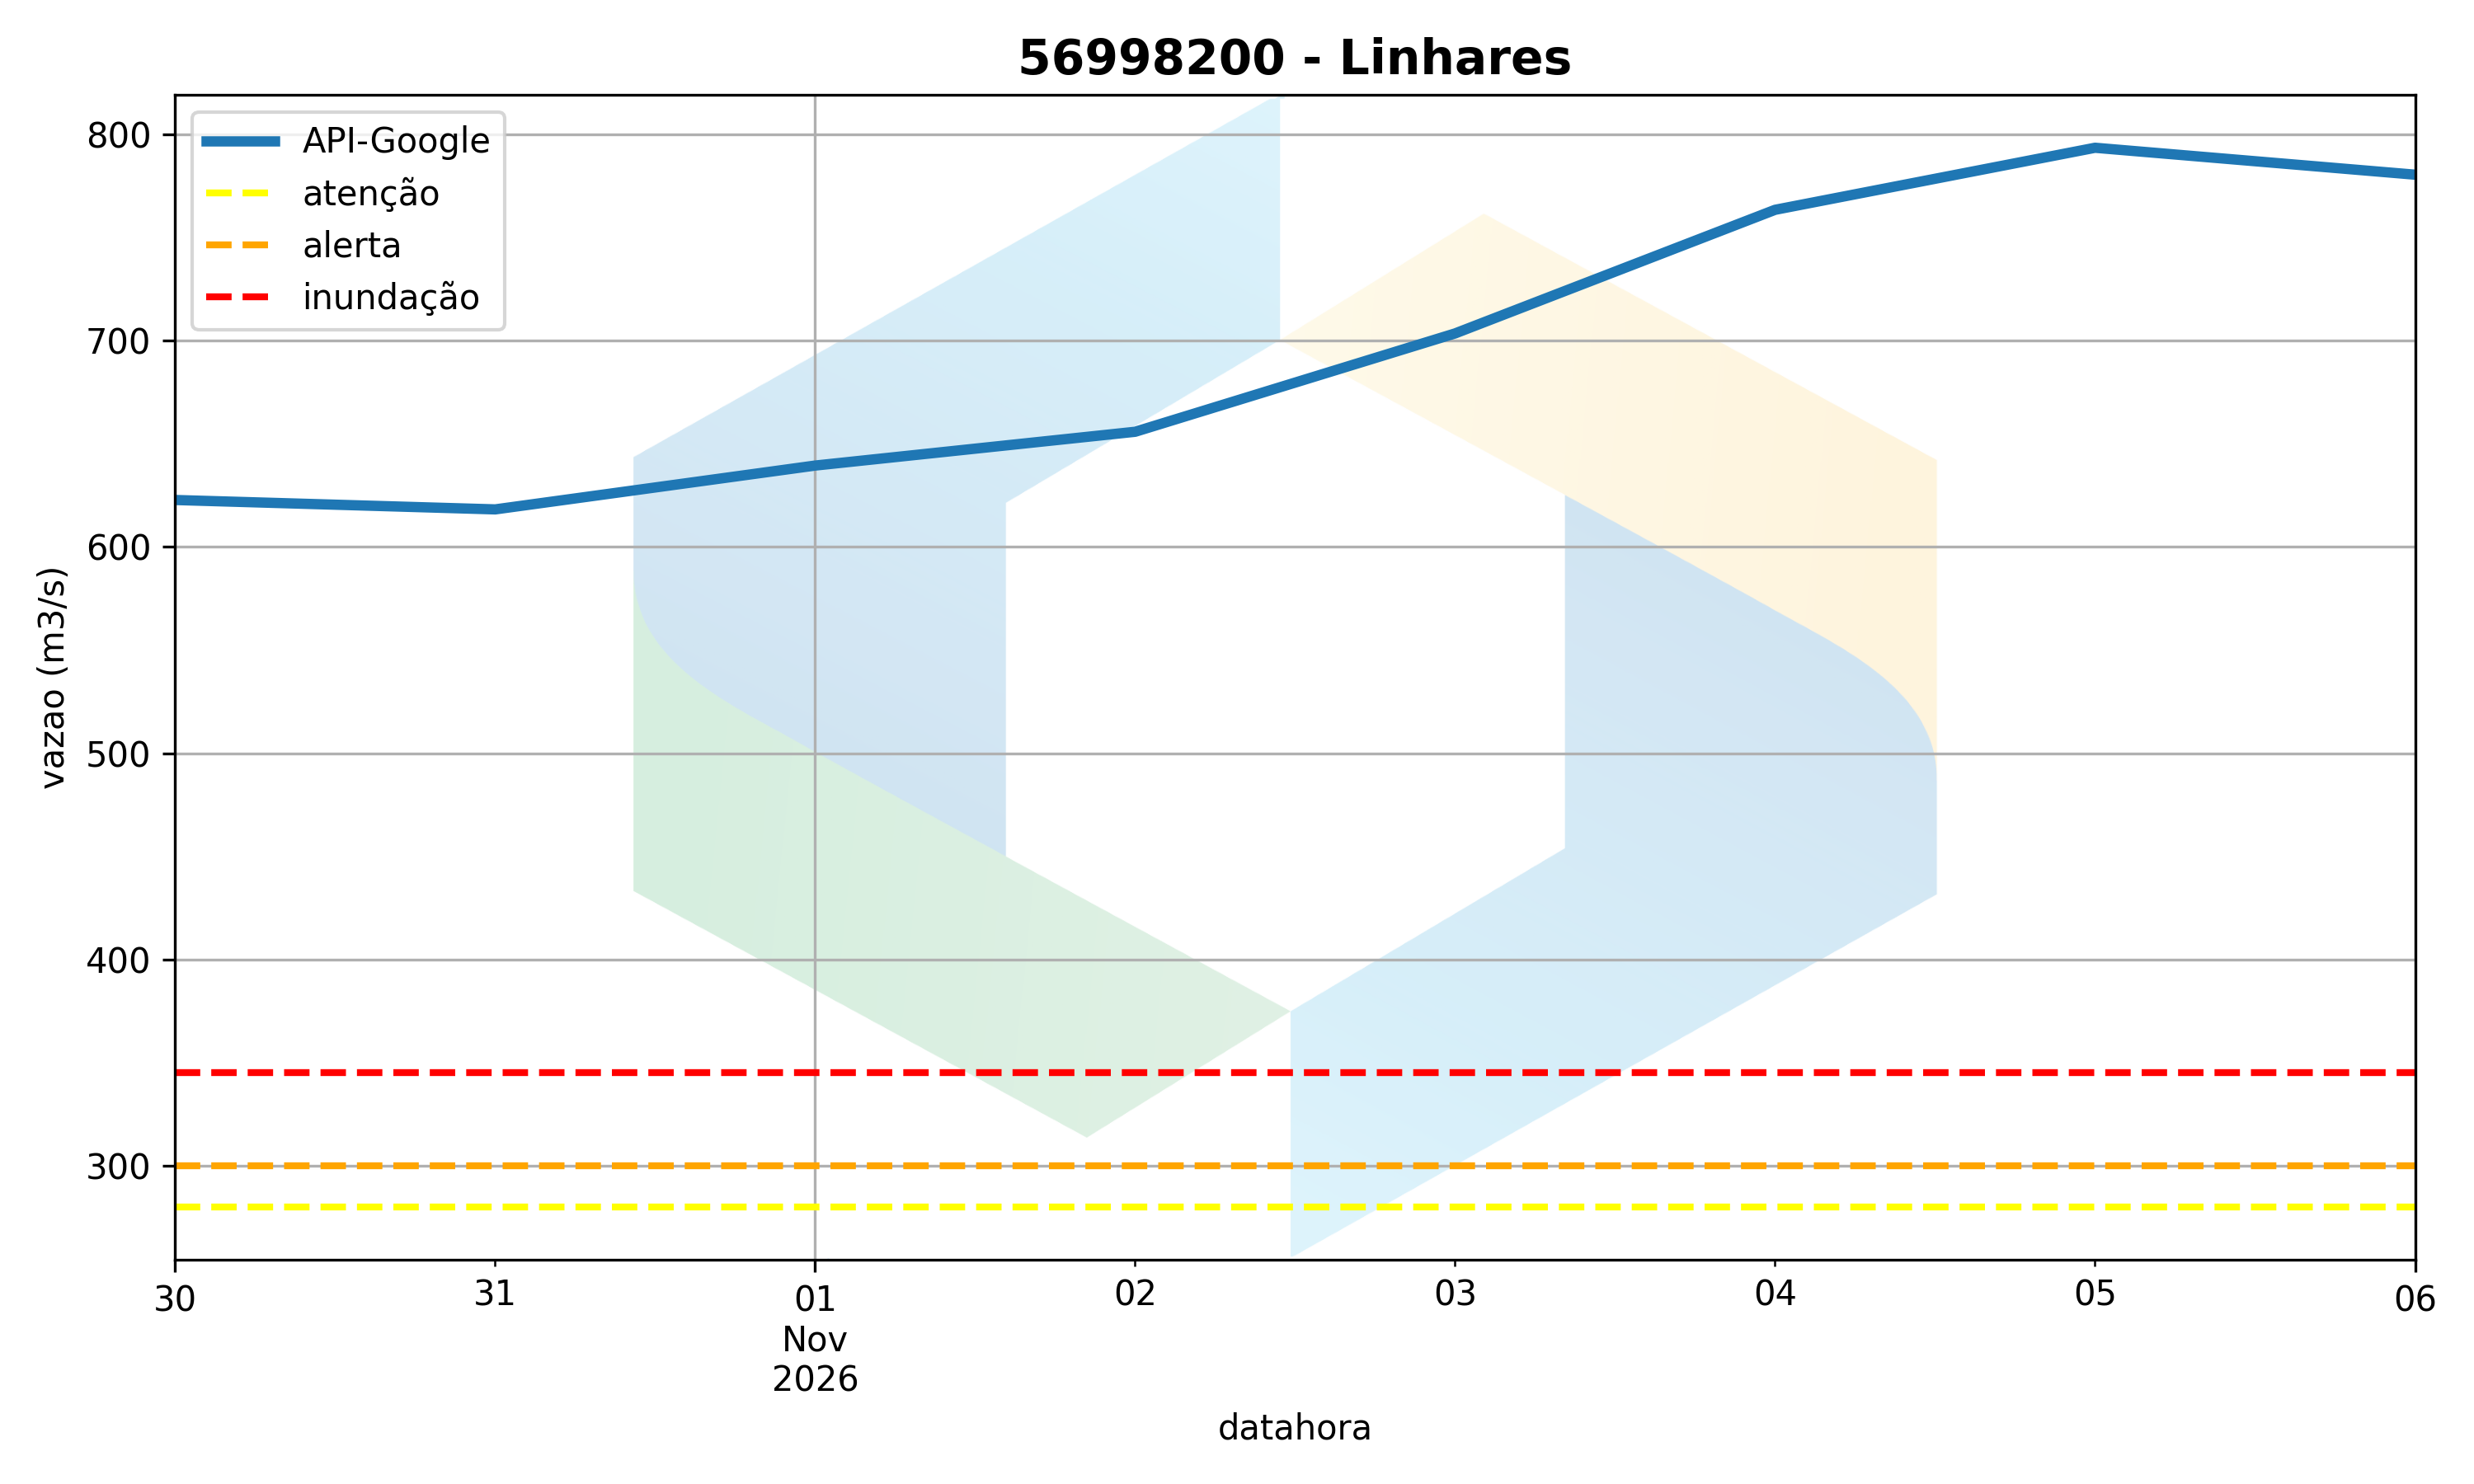 56998200 - Linhares
API-Google
atenção
alerta
inundação
800
700
600
500
400
300
vazao (m3/s)
30 31 01 02 03 04 05 06
Nov
2026
datahora